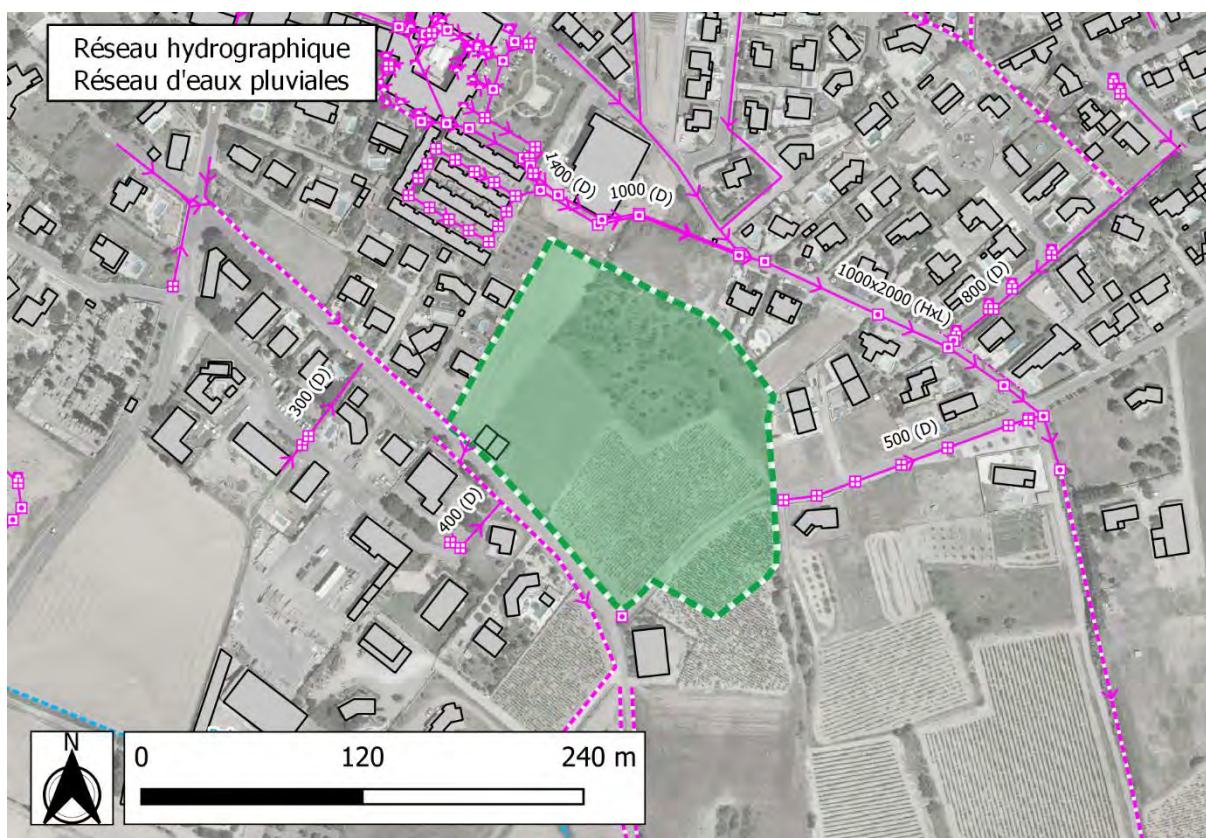 Réseau hydrographique
Réseau d'eaux pluviales
1400 (D)
1000 (D)
1000x2000 (HxL)
800 (D)
300 (D)
500 (D)
400 (D)
N
0 120 240 m